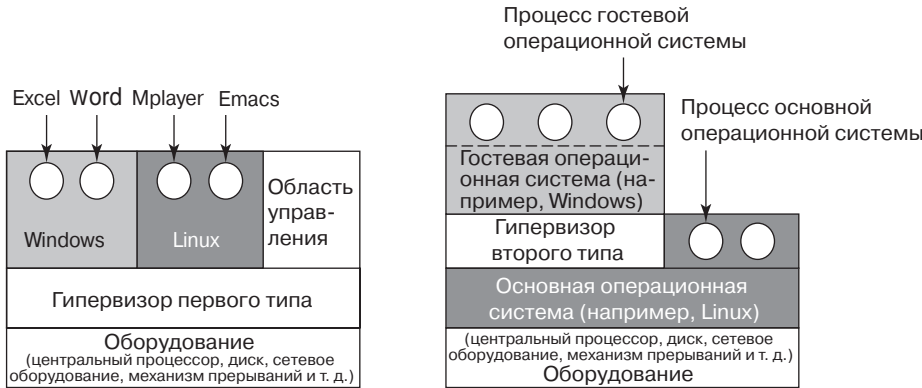 Excel Word Mplayer Emacs
Windows
Linux
Область
управ-
ления
Гипервизор первого типа
Оборудование
(центральный процессор, диск, сетевое
оборудование, механизм прерываний и т. д.)
Процесс гостевой
операционной системы
Процесс основной
операционной системы
Гостевая операци-
онная система (на-
пример, Windows)
Гипервизор
второго типа
Основная операционная
система (например, Linux)
(центральный процессор, диск, сетевое
оборудование, механизм прерываний и т. д.)
Оборудование